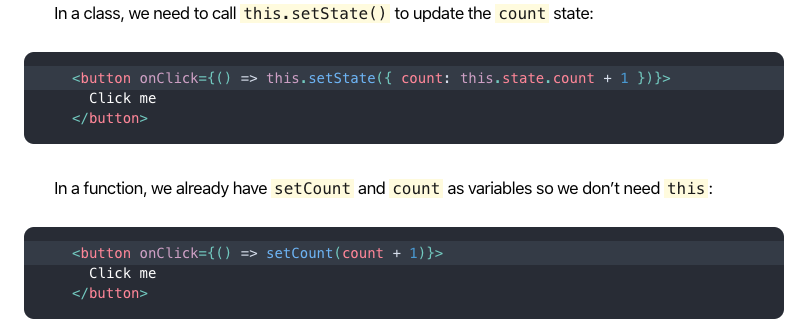 In a class, we need to call this.setState() to update the count state:
<button onClick={() => this.setState({ count: this.state.count + 1 })}>
Click me
</button>
In a function, we already have setCount and count as variables so we don’t need this:
<button onClick={() => setCount(count + 1)}>
Click me
</button>